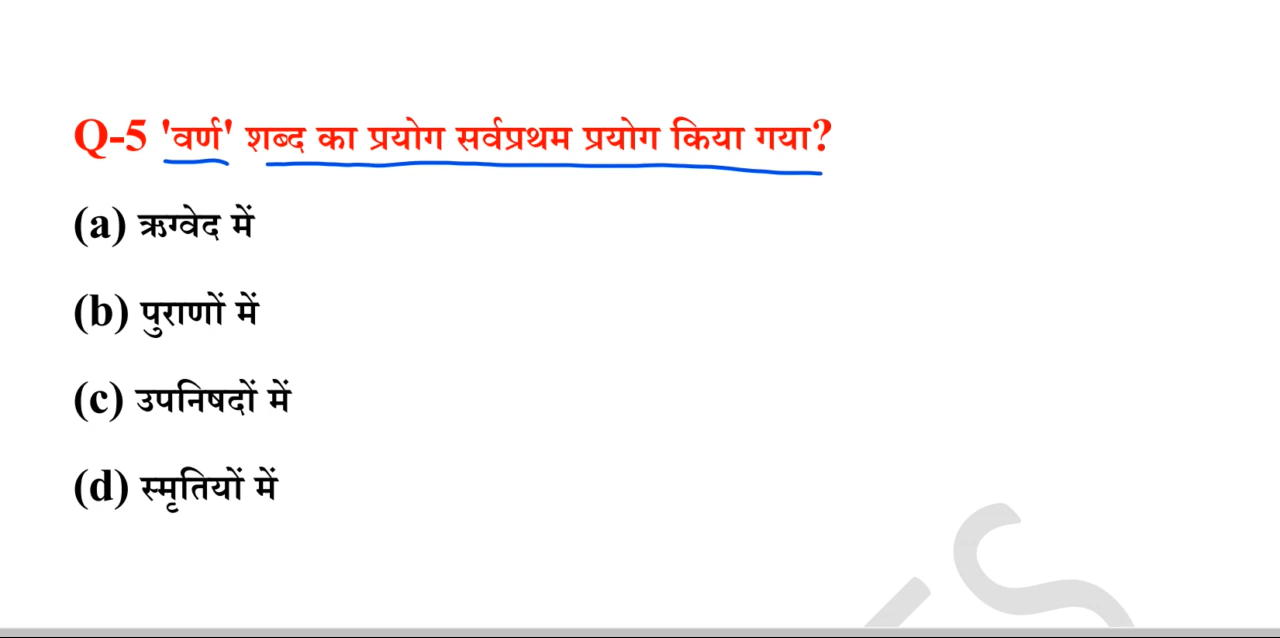 Q-5 'वर्ण' शब्द का प्रयोग सर्वप्रथम प्रयोग किया गया?
(a) ऋग्वेद में
(b) पुराणों में
(c) उपनिषदों में
(d) स्मृतियों में